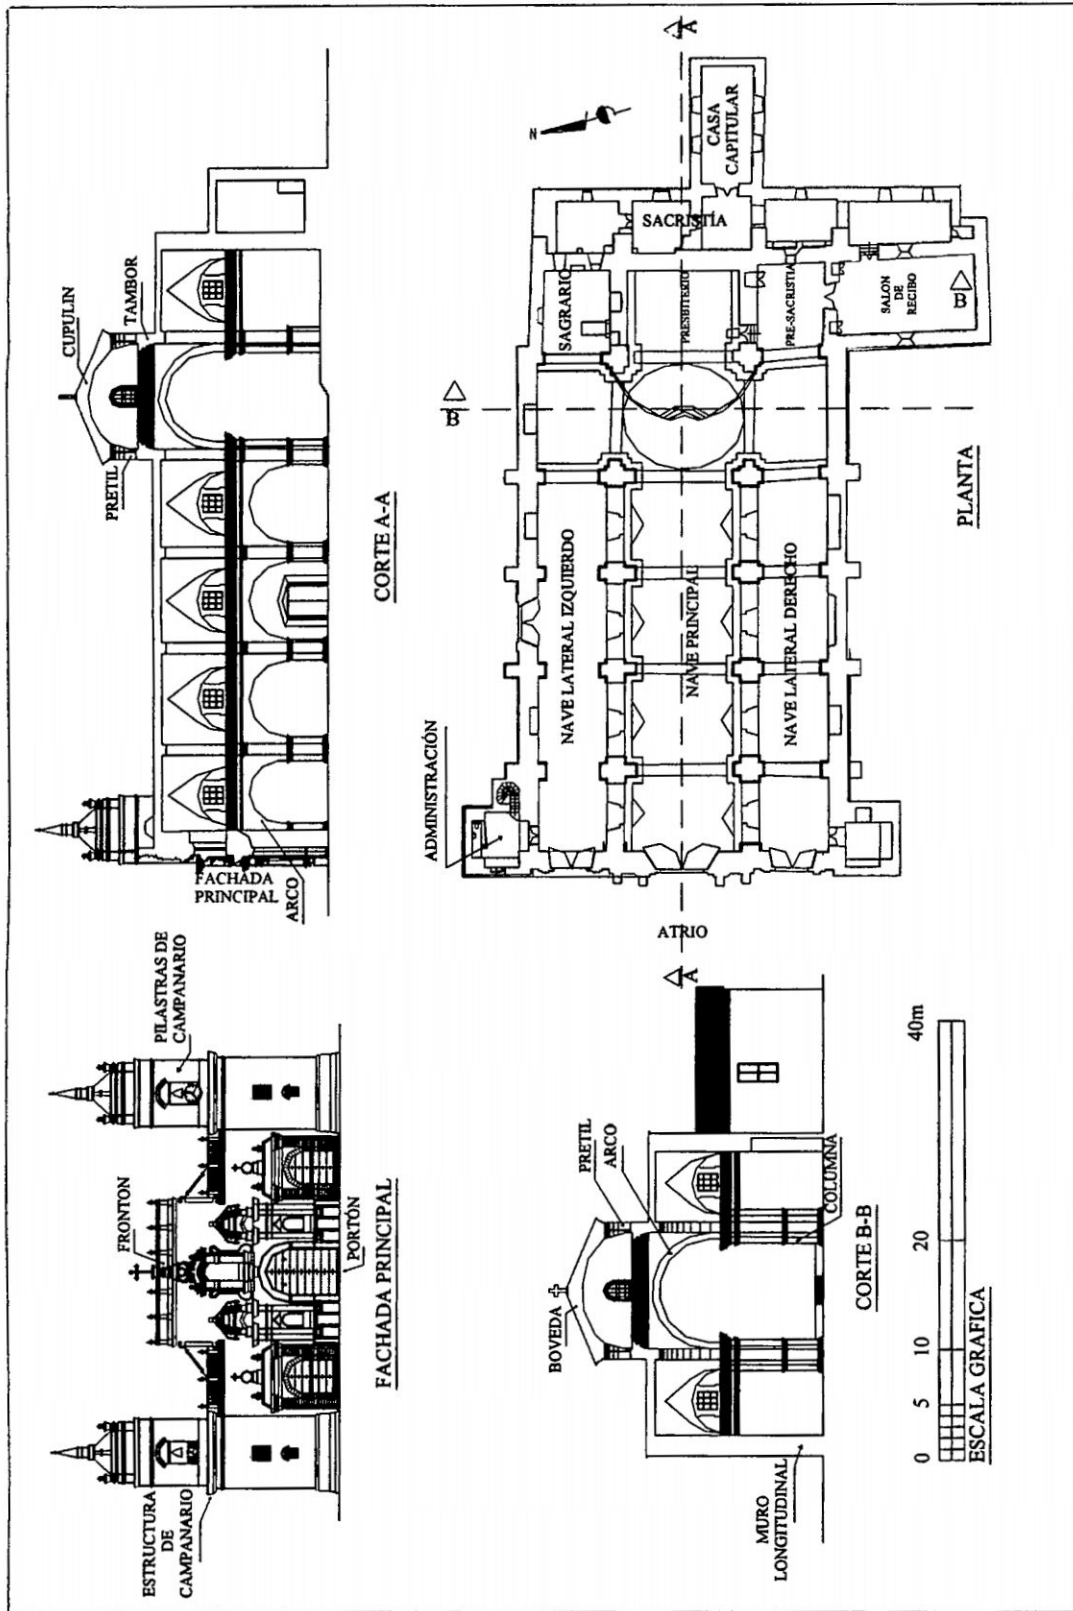 PILASTRAS DE
CAMPANARIO
FRONTON
ESTRUCTURA
DE
CAMPANARIO
PORTÓN
FACHADA PRINCIPAL
CUPULIN
TAMBOR
PRETIL
FACHADA
PRINCIPAL
ARCO
CORTE A-A
BOVEDA
PRETIL
ARCO
COLUMNA
MURO
LONGITUDINAL
CORTE B-B
0 5 10 20 40m
ESCALA GRAFICA
ADMINISTRACIÓN
ATRIO
NAVE LATERAL IZQUIERDO
NAVE PRINCIPAL
NAVE LATERAL DERECHO
SAGRARIO
PRESBITERIO
PRE-SACRISTIA
SALON
DE
RECIBO
SACRISTÍA
CASA
CAPITULAR
N
A
A
B
B
PLANTA